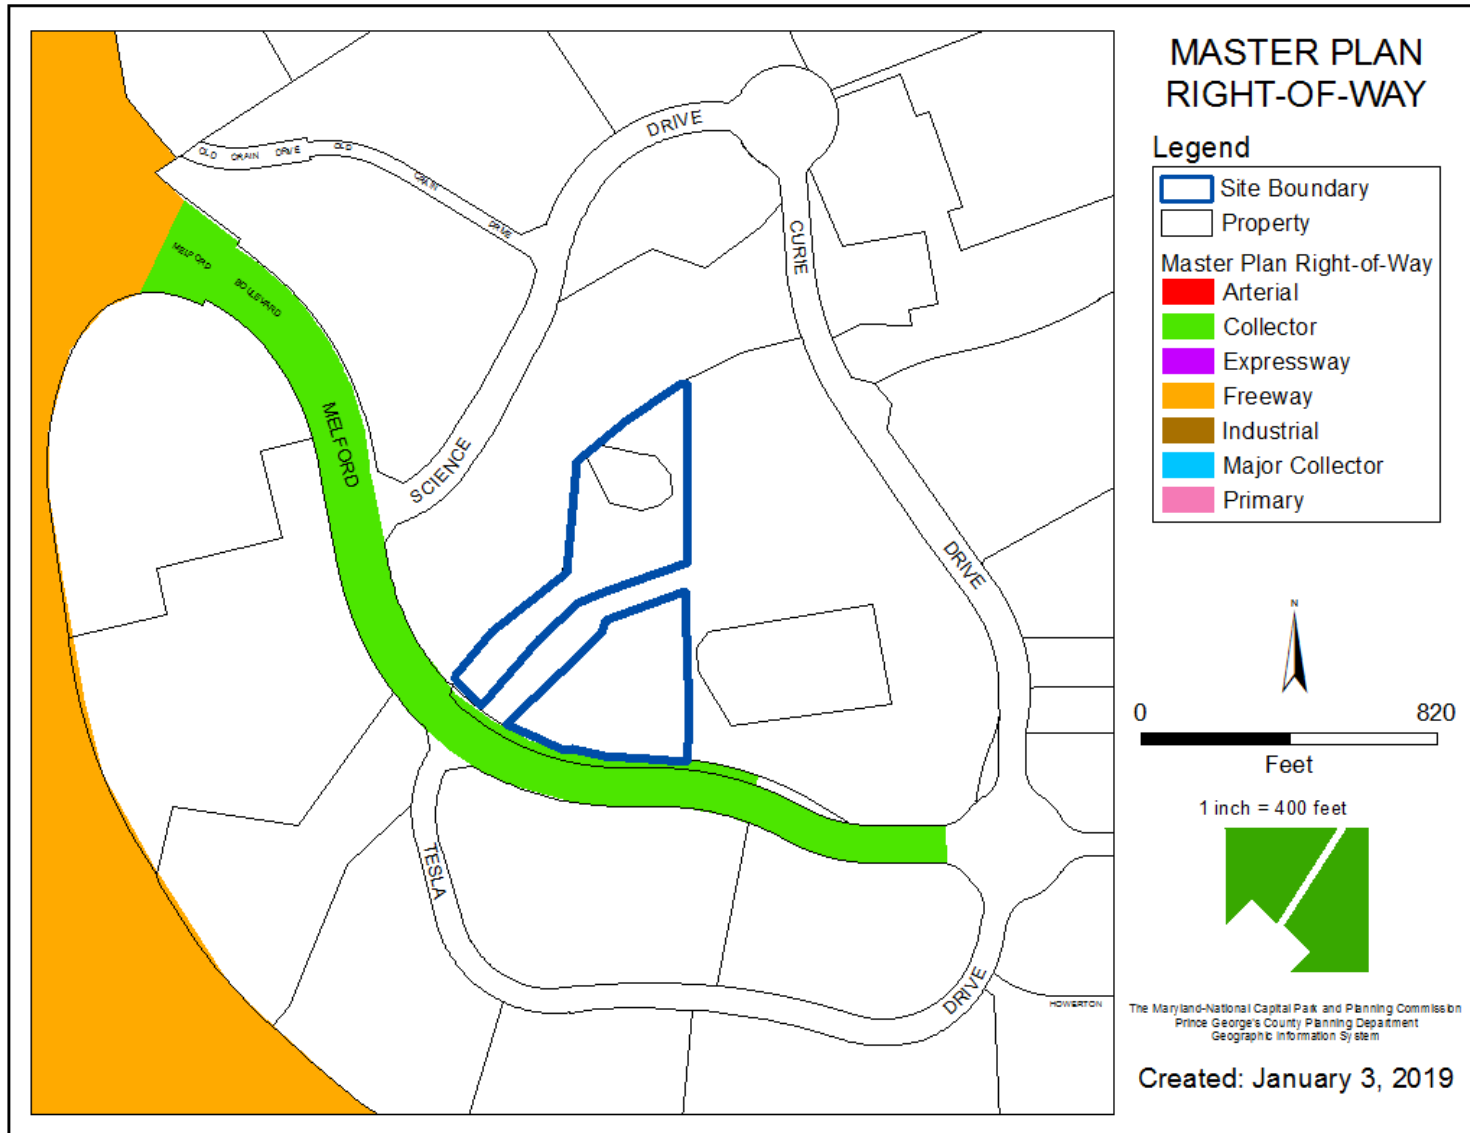 MASTER PLAN
RIGHT-OF-WAY
Legend
Site Boundary
Property
Master Plan Right-of-Way
Arterial
Collector
Expressway
Freeway
Industrial
Major Collector
Primary
N
0 820
Feet
1 inch = 400 feet
The Maryland-National Capital Park and Planning Commission
Prince George's County Planning Department
Geographic Information System
Created: January 3, 2019
DRIVE
OLD CRAIN DRIVE OLD
CRAIN
DRIVE
CURIE
MELFORD
BOULEVARD
MELFORD
SCIENCE
DRIVE
TESLA
DRIVE
HOWERTON